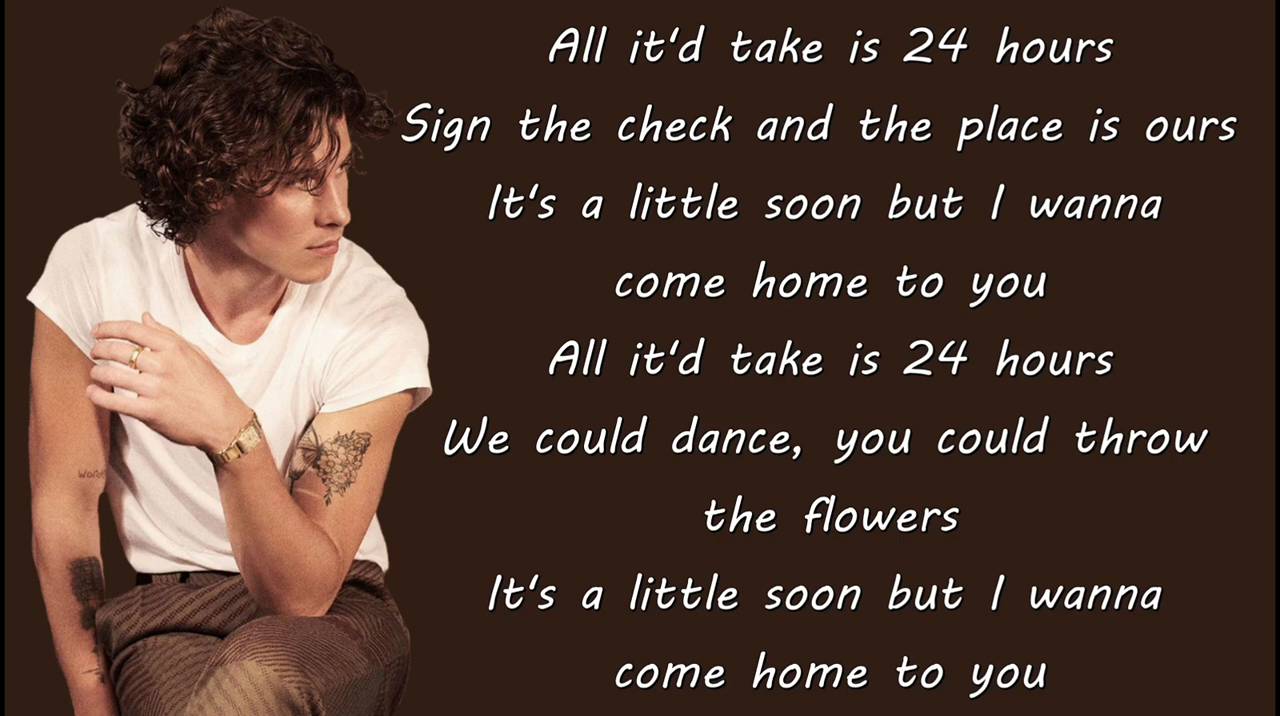 All it'd take is 24 hours
Sign the check and the place is ours
It's a little soon but I wanna
come home to you
All it'd take is 24 hours
We could dance, you could throw
the flowers
It's a little soon but I wanna
come home to you